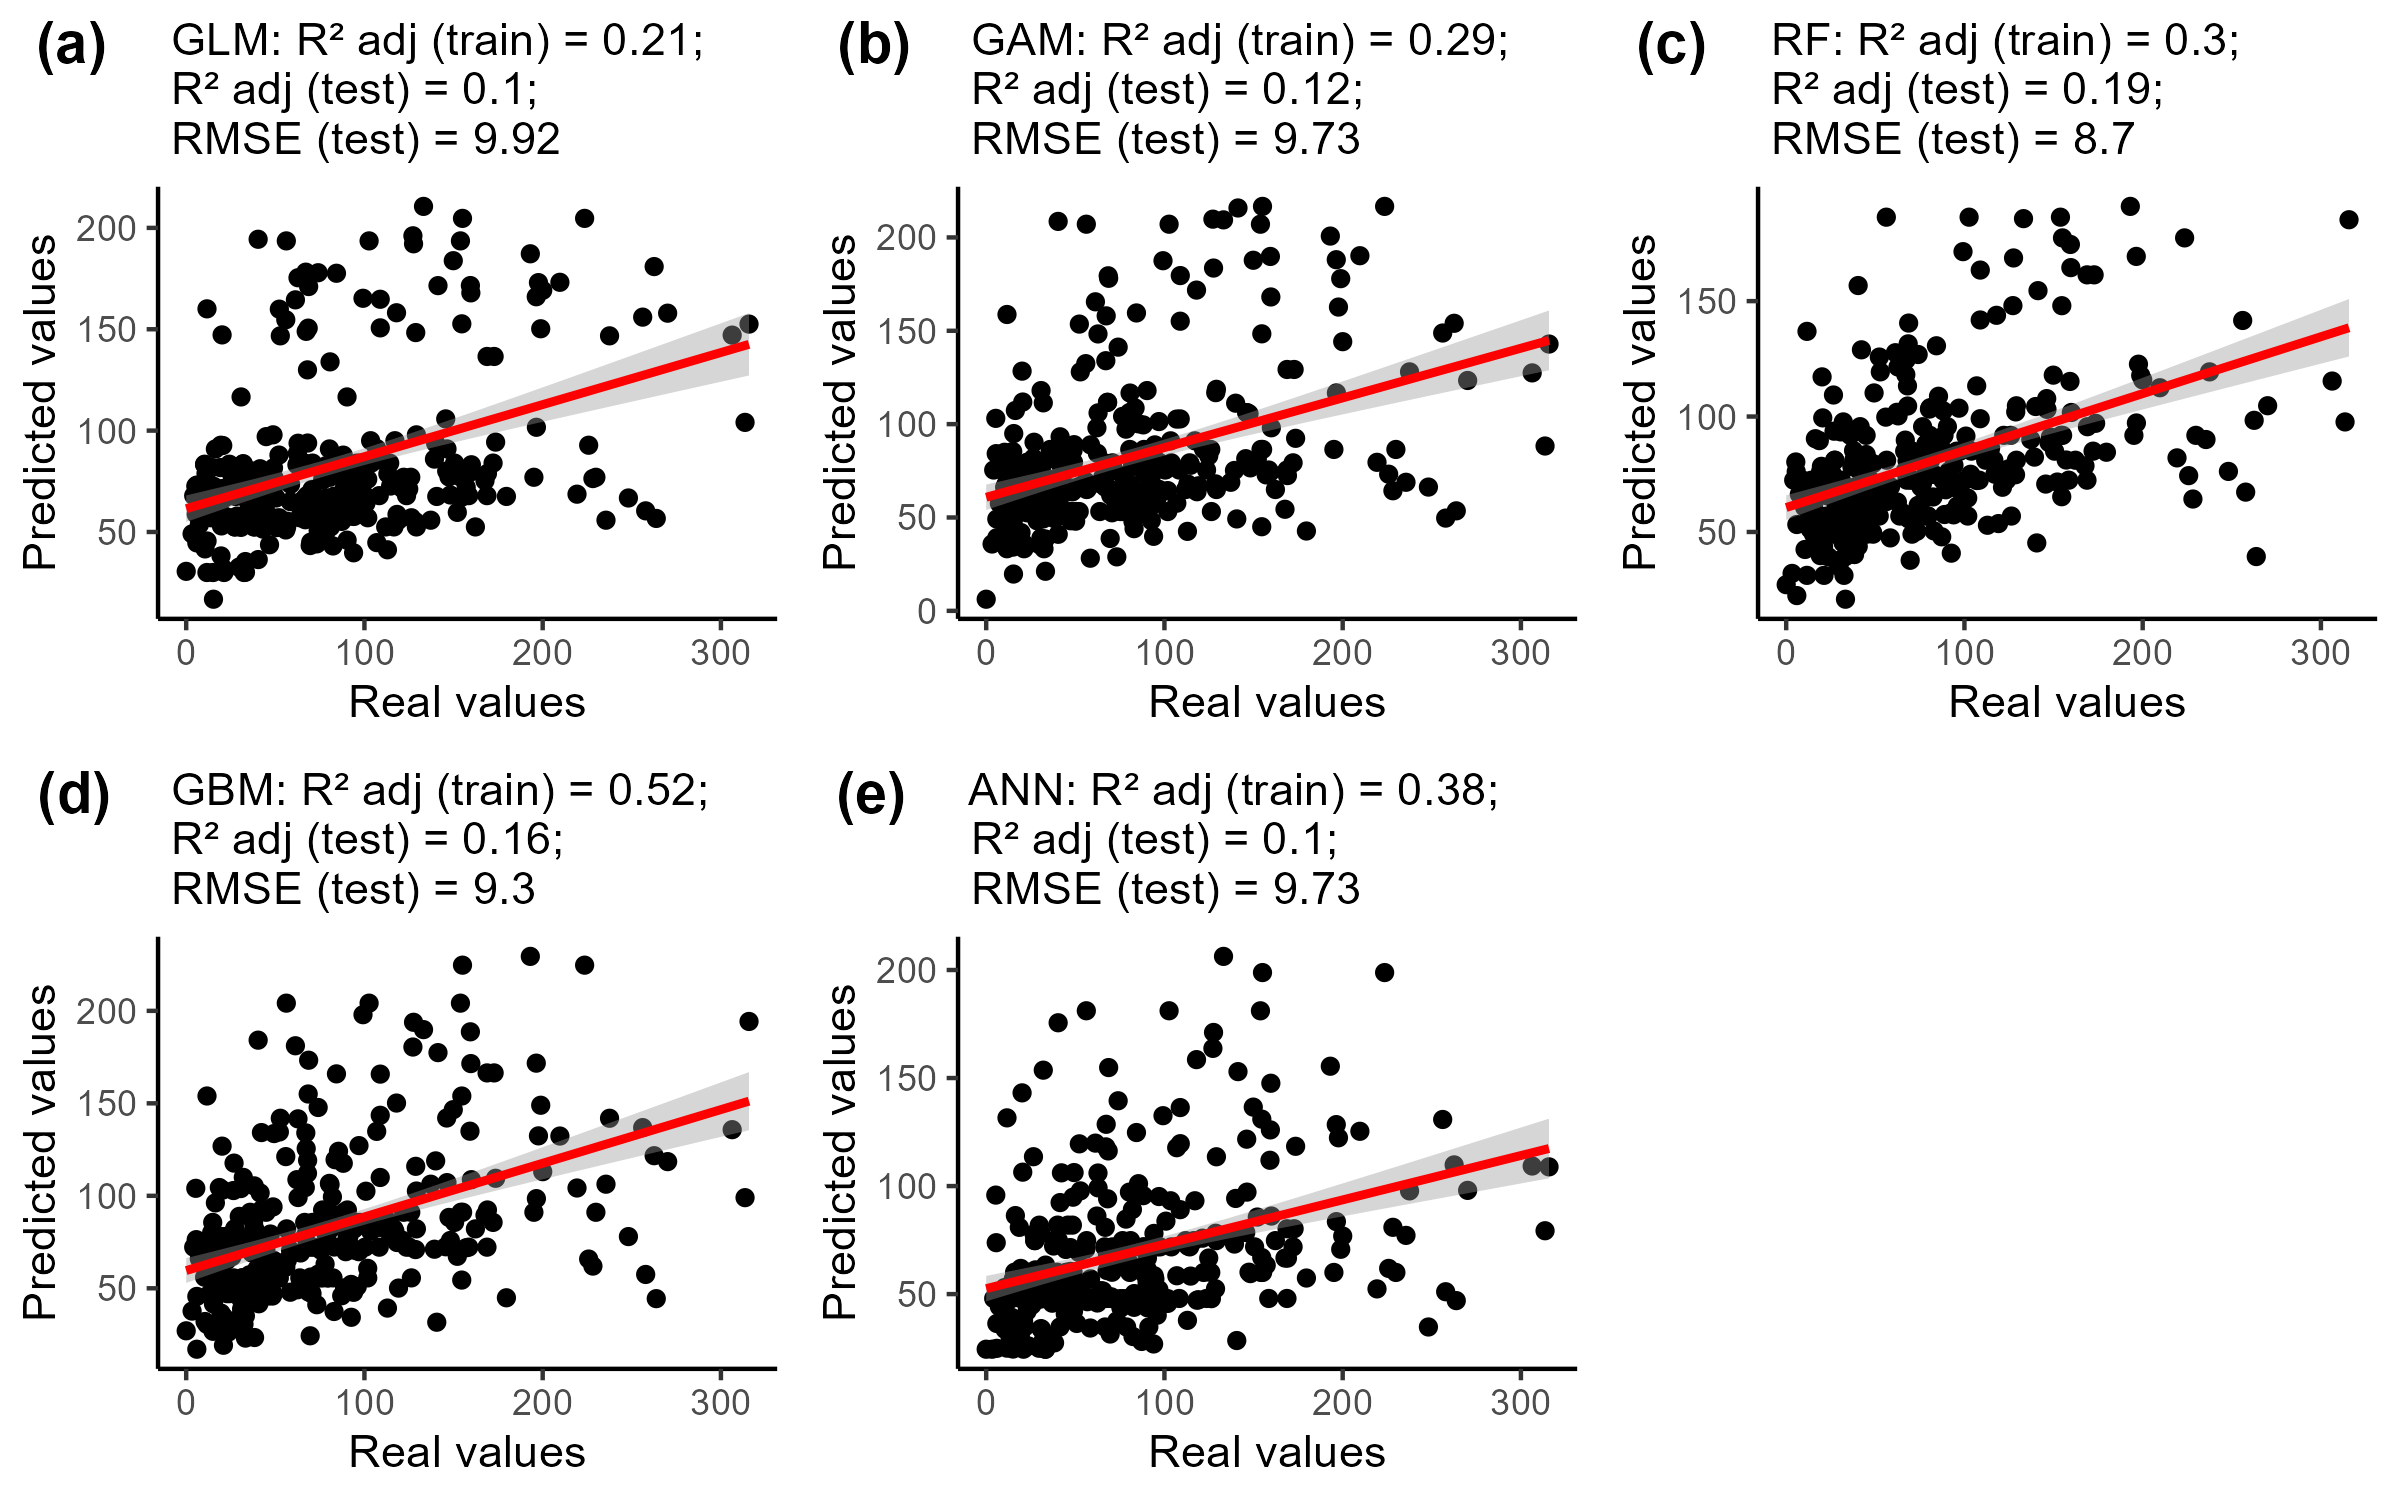 (a) GLM: R² adj (train) = 0.21;
R² adj (test) = 0.1;
RMSE (test) = 9.92
Predicted values
200
150
100
50
0 100 200 300
Real values
(b) GAM: R² adj (train) = 0.29;
R² adj (test) = 0.12;
RMSE (test) = 9.73
Predicted values
200
150
100
50
0
0 100 200 300
Real values
(c) RF: R² adj (train) = 0.3;
R² adj (test) = 0.19;
RMSE (test) = 8.7
Predicted values
150
100
50
0 100 200 300
Real values
(d) GBM: R² adj (train) = 0.52;
R² adj (test) = 0.16;
RMSE (test) = 9.3
Predicted values
200
150
100
50
0 100 200 300
Real values
(e) ANN: R² adj (train) = 0.38;
R² adj (test) = 0.1;
RMSE (test) = 9.73
Predicted values
200
150
100
50
0 100 200 300
Real values